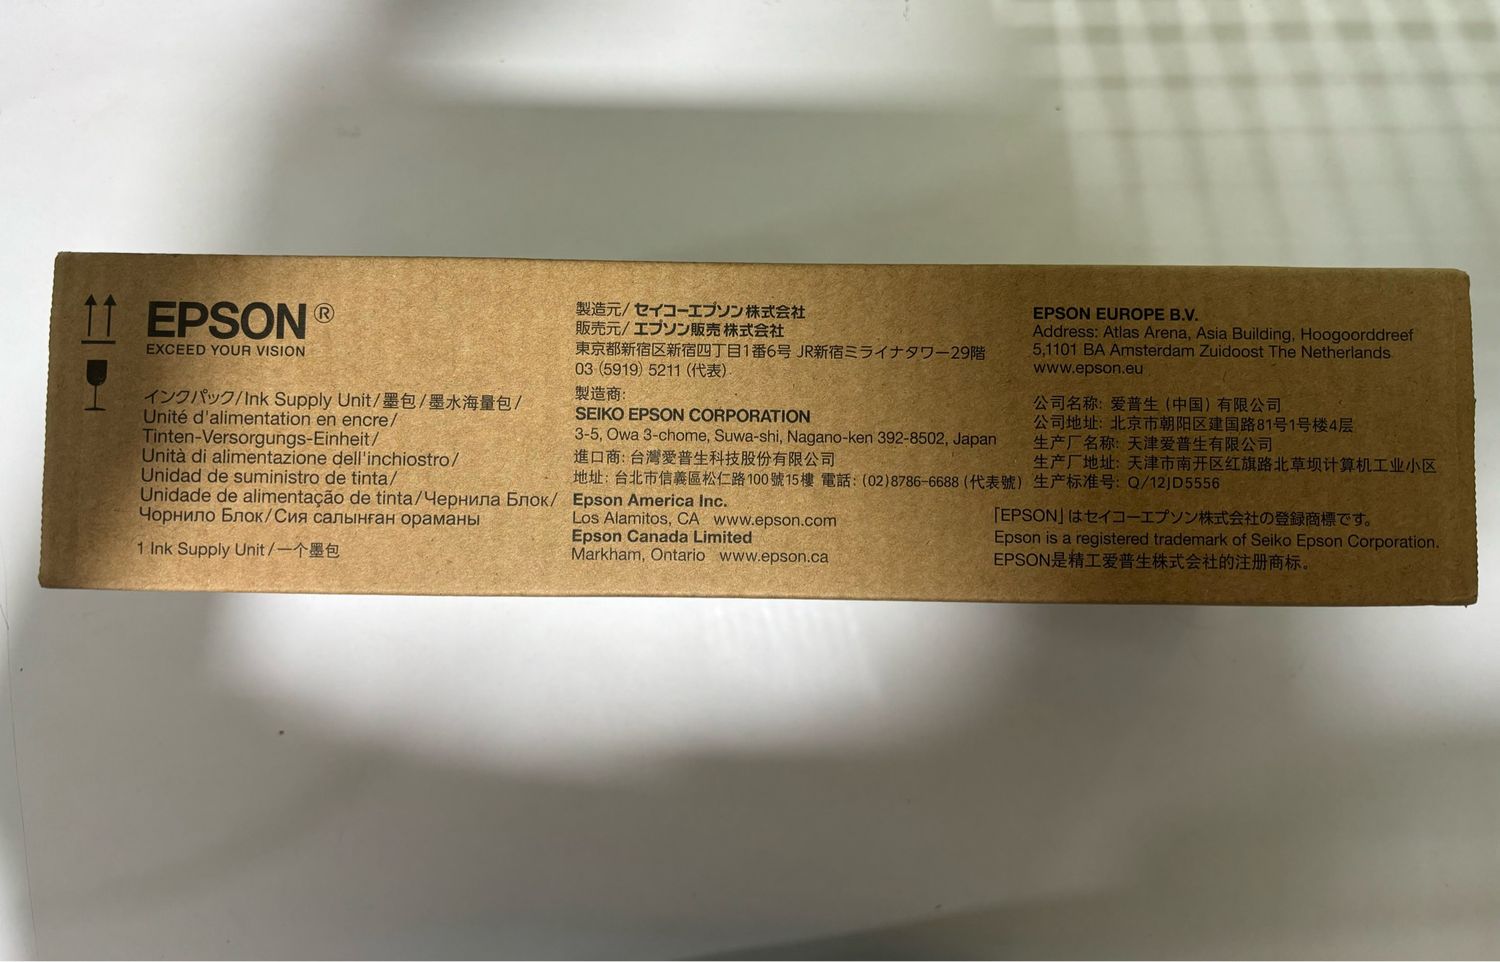 EPSON®
EXCEED YOUR VISION
インクパック/Ink Supply Unit/墨包/墨水海量包/
Unité d'alimentation en encre/
Tinten-Versorgungs-Einheit/
Unità di alimentazione dell'inchiostro/
Unidad de suministro de tinta/
Unidade de alimentação de tinta/Чернила Блок/
Чорнило Блок/Сия салынған ораманы
1 Ink Supply Unit/一个墨包
製造元/セイコーエプソン株式会社
販売元/エプソン販売株式会社
東京都新宿区新宿四丁目1番6号 JR新宿ミライナタワー29階
03 (5919) 5211 (代表)
製造商:
SEIKO EPSON CORPORATION
3-5, Owa 3-chome, Suwa-shi, Nagano-ken 392-8502, Japan
進口商: 台灣愛普生科技股份有限公司
地址: 台北市信義區松仁路100號15樓 電話: (02)8786-6688 (代表號)
Epson America Inc.
Los Alamitos, CA www.epson.com
Epson Canada Limited
Markham, Ontario www.epson.ca
EPSON EUROPE B.V.
Address: Atlas Arena, Asia Building, Hoogoorddreef
5,1101 BA Amsterdam Zuidoost The Netherlands
www.epson.eu
公司名称: 爱普生 (中国) 有限公司
公司地址: 北京市朝阳区建国路81号1号楼4层
生产厂名称: 天津爱普生有限公司
生产厂地址: 天津市南开区红旗路北草坝计算机工业小区
生产标准号: Q/12JD5556
「EPSON」はセイコーエプソン株式会社の登録商標です。
Epson is a registered trademark of Seiko Epson Corporation.
EPSON是精工爱普生株式会社的注册商标。